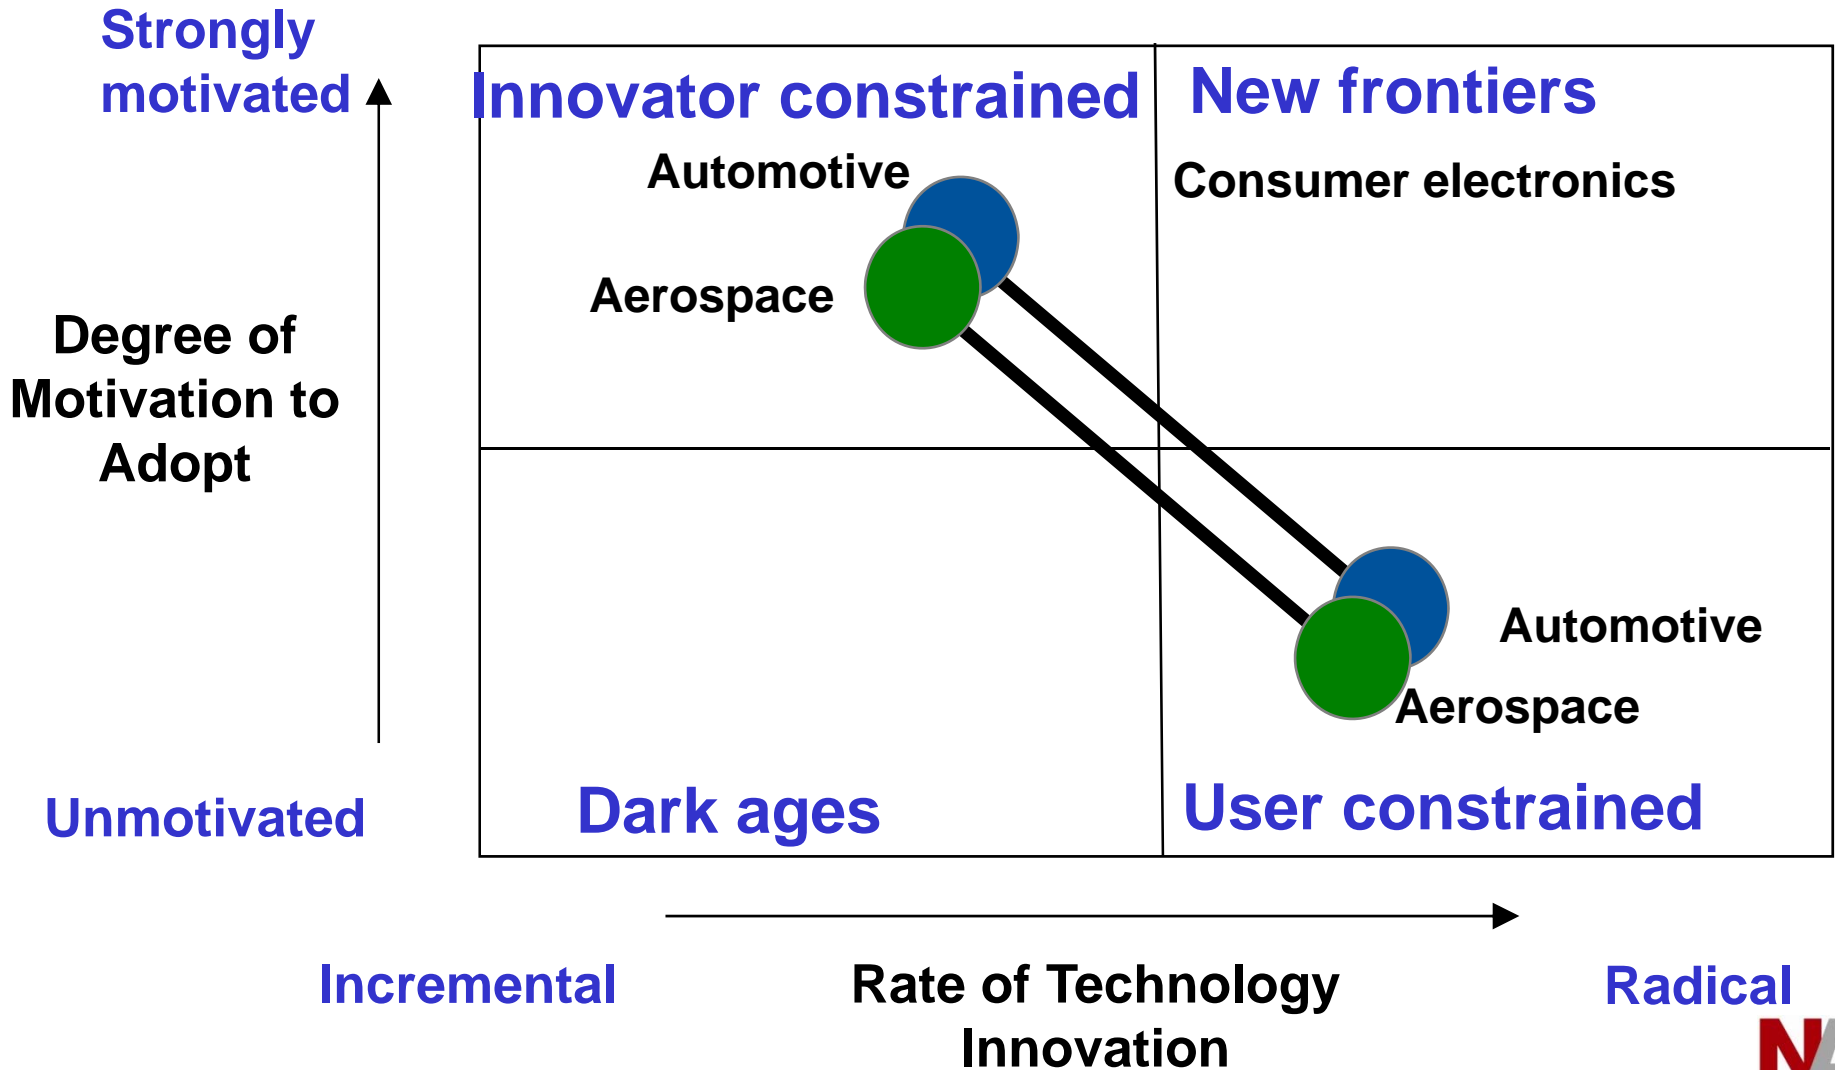 Strongly
motivated
Innovator constrained
New frontiers
Automotive
Consumer electronics
Aerospace
Degree of
Motivation to
Adopt
Automotive
Aerospace
Unmotivated
Dark ages
User constrained
Incremental
Rate of Technology
Innovation
Radical